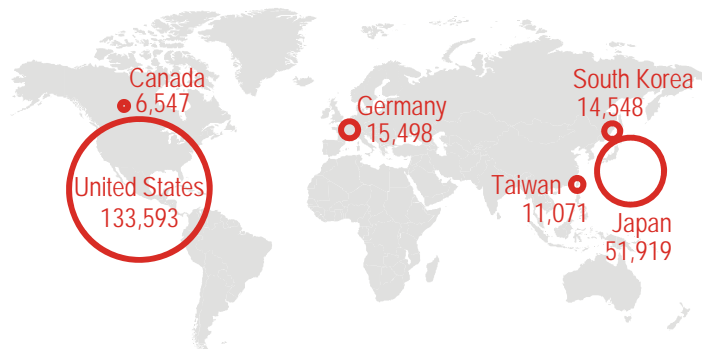 Canada
6,547
United States
133,593
Germany
15,498
South Korea
14,548
Taiwan
11,071
Japan
51,919